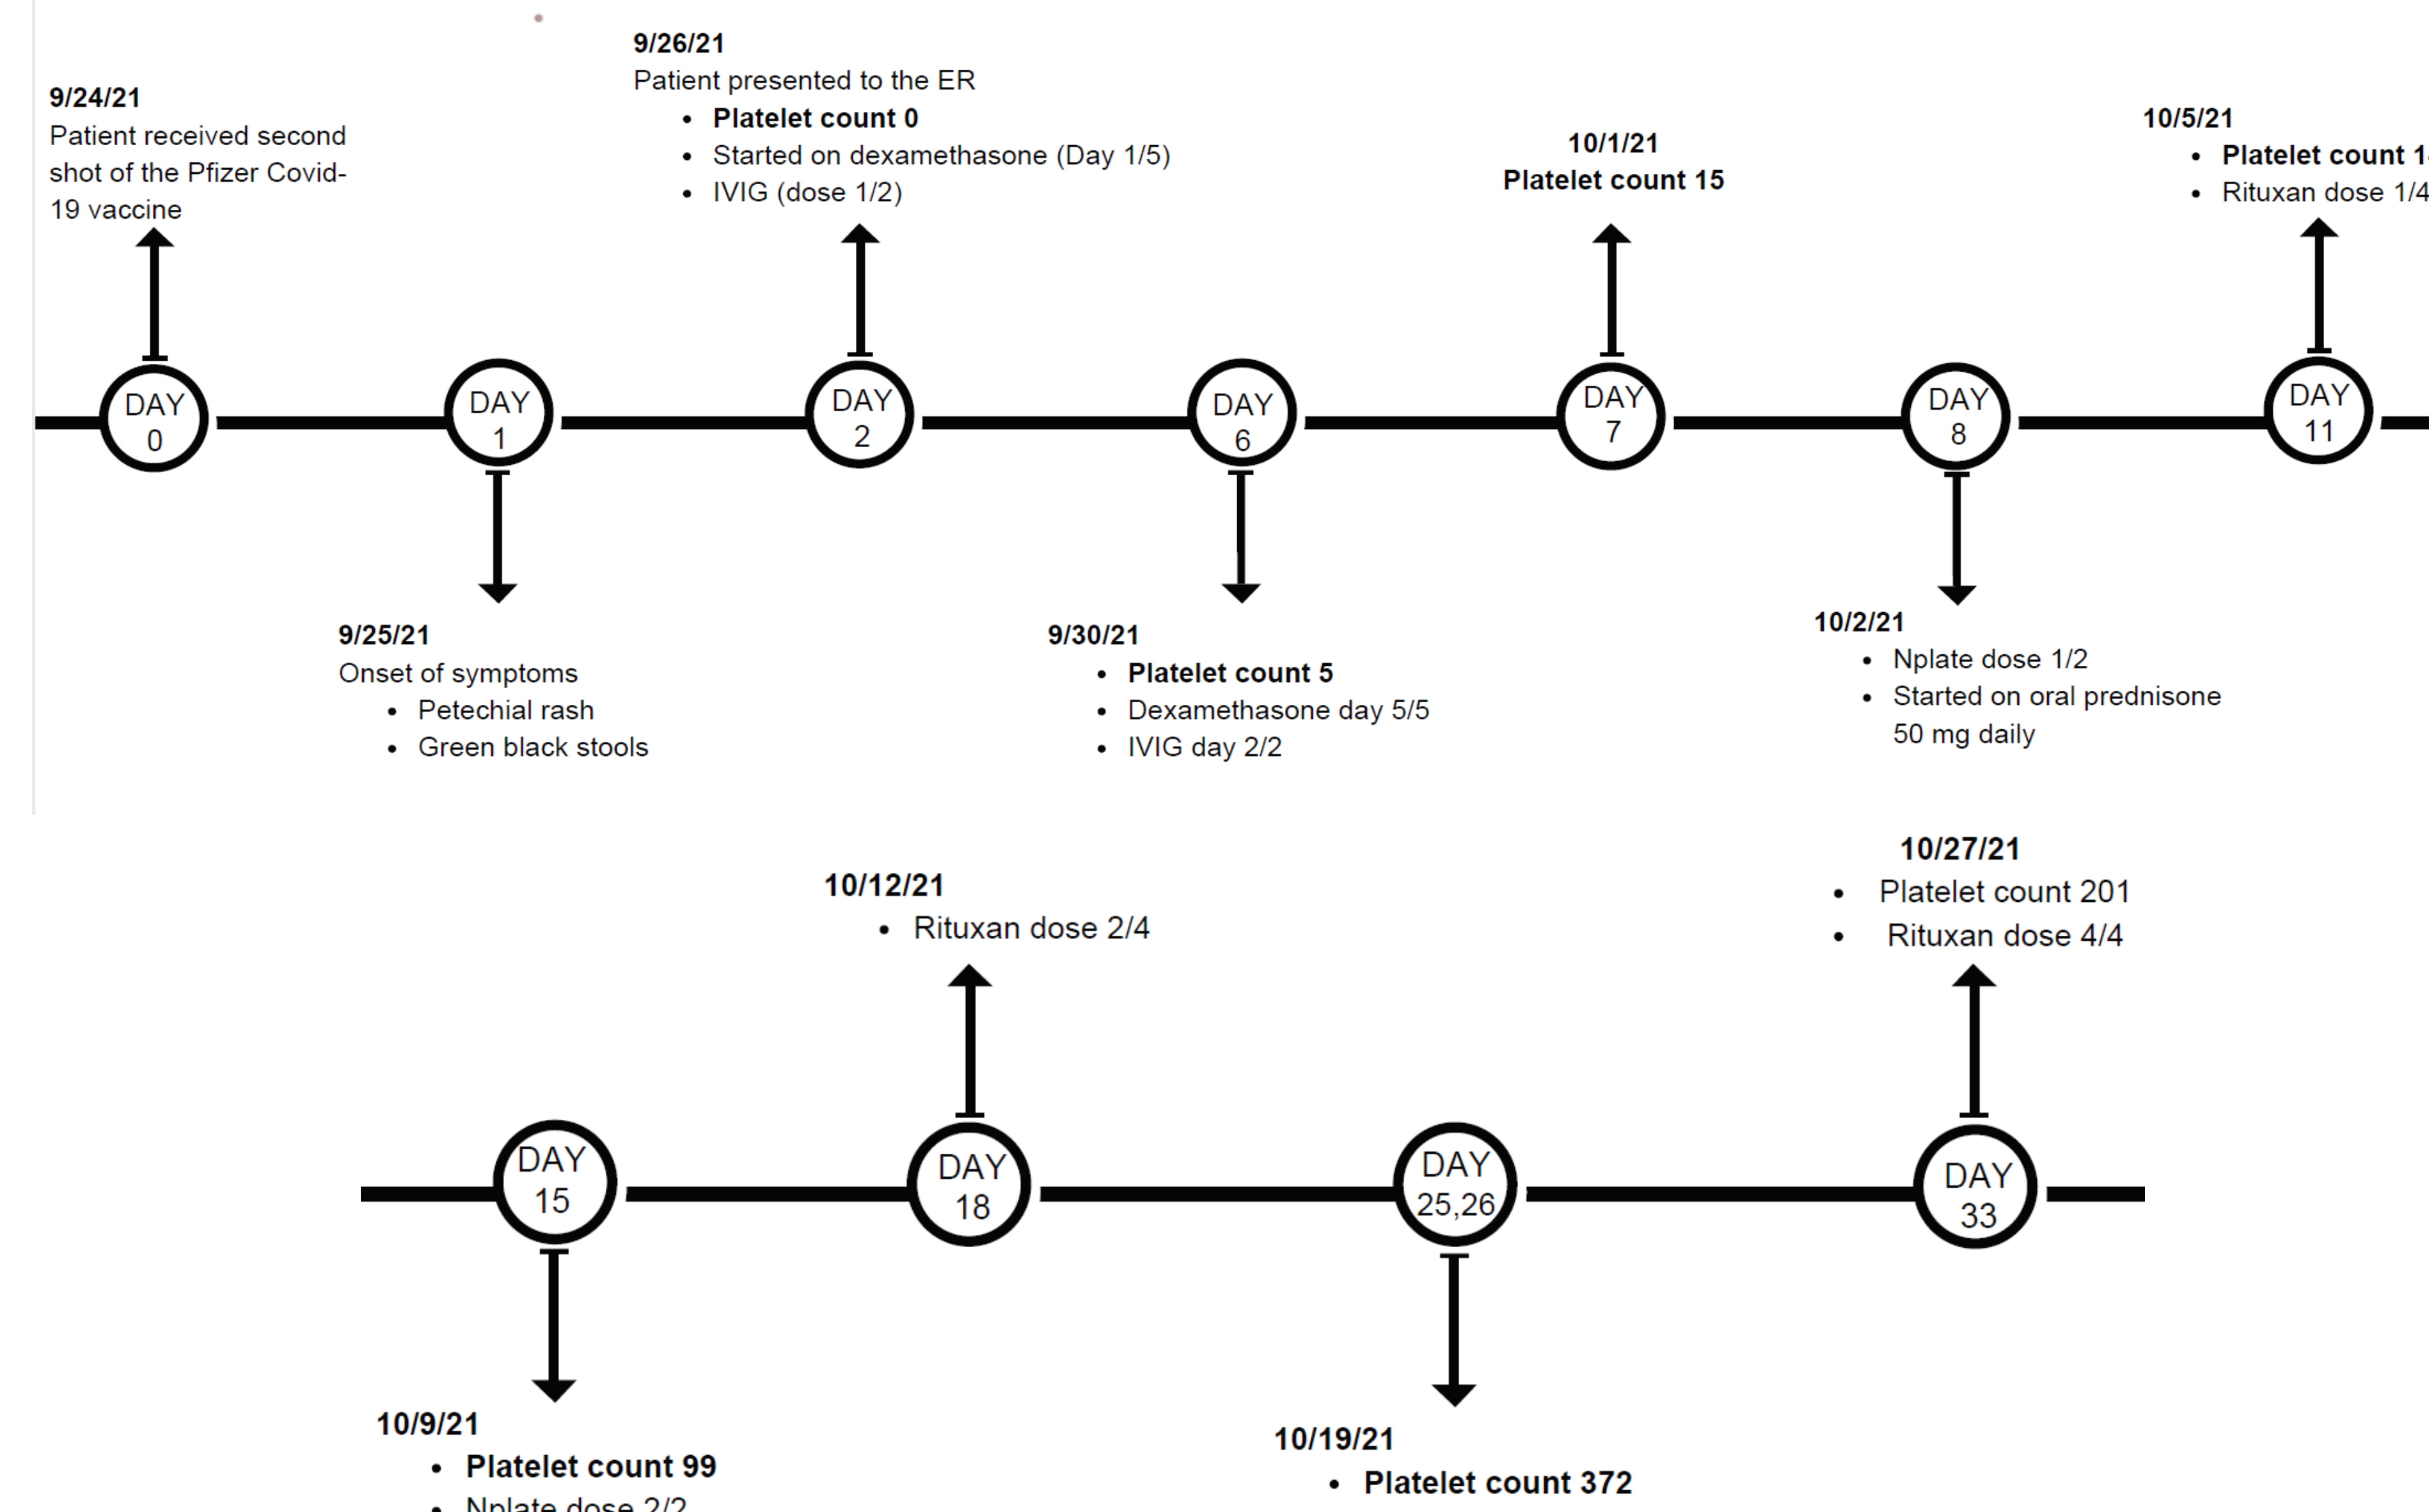 9/24/21
Patient received second
shot of the Pfizer Covid-
19 vaccine
9/26/21
Patient presented to the ER
• Platelet count 0
• Started on dexamethasone (Day 1/5)
• IVIG (dose 1/2)
10/1/21
Platelet count 15
10/5/21
• Platelet count
• Rituxan dose 1/4
DAY
0
DAY
1
DAY
2
DAY
6
DAY
7
DAY
8
DAY
11
9/25/21
Onset of symptoms
• Petechial rash
• Green black stools
9/30/21
• Platelet count 5
• Dexamethasone day 5/5
• IVIG day 2/2
10/2/21
• Nplate dose 1/2
• Started on oral prednisone
50 mg daily
10/12/21
• Rituxan dose 2/4
10/27/21
• Platelet count 201
• Rituxan dose 4/4
DAY
15
DAY
18
DAY
25,26
DAY
33
10/9/21
• Platelet count 99
• Nplate dose 2/2
10/19/21
• Platelet count 372